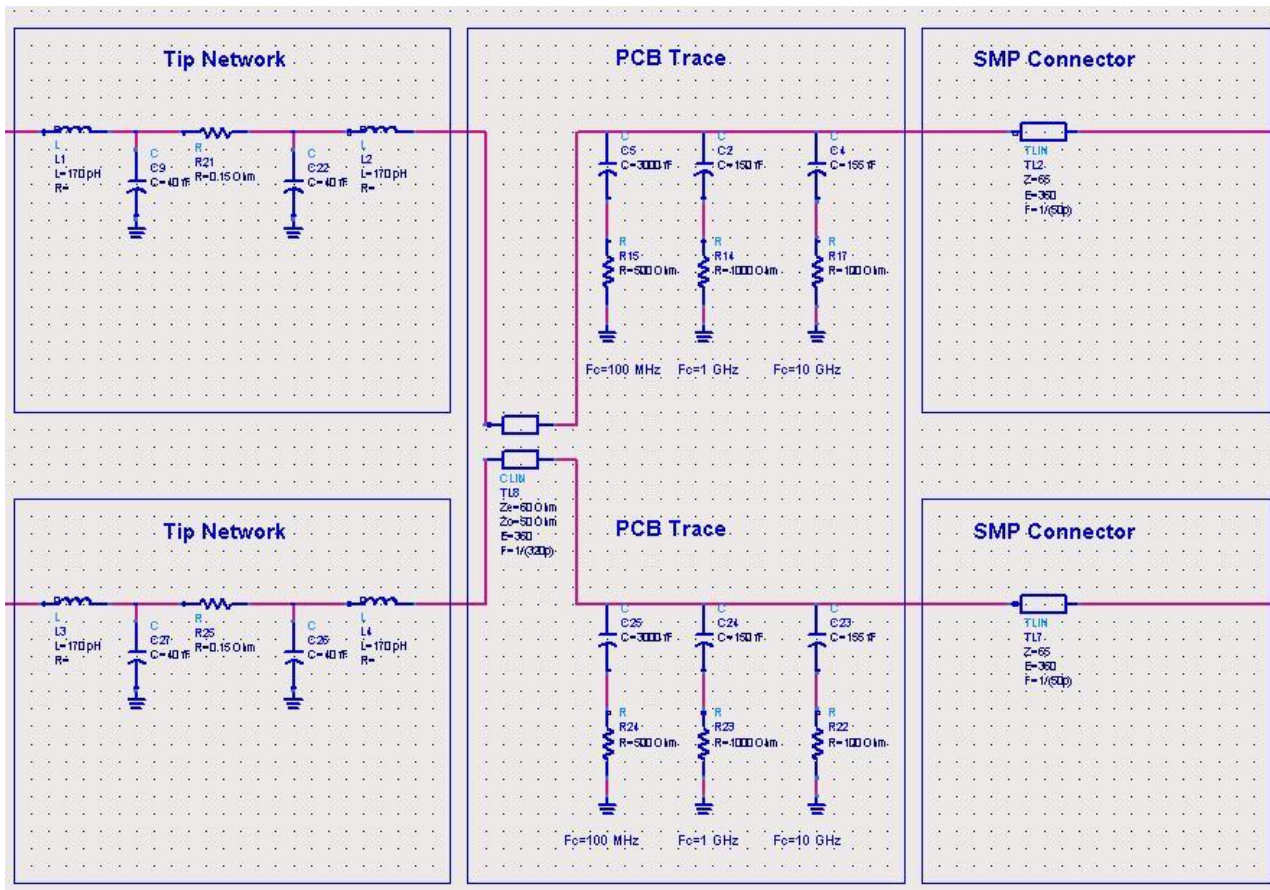 Tip Network
PCB Trace
SMP Connector
L
L1
L=170 pH
R=
C
C9
C=40 fF
R
R21
R=0.15 Ohm
C
C22
C=40 fF
L
L2
L=170 pH
R=
C
C5
C=3000 fF
C
C2
C=150 fF
C
C4
C=155 fF
R
R15
R=500 Ohm
R
R14
R=1000 Ohm
R
R17
R=100 Ohm
Fc=100 MHz
Fc=1 GHz
Fc=10 GHz
TLIN
TL2
Z=65
E=360
F=1/(50p)
CLIN
TL8
Ze=60 Ohm
Zo=50 Ohm
E=360
F=1/(320p)
Tip Network
PCB Trace
SMP Connector
L
L3
L=170 pH
R=
C
C27
C=40 fF
R
R25
R=0.15 Ohm
C
C26
C=40 fF
L
L4
L=170 pH
R=
C
C25
C=3000 fF
C
C24
C=150 fF
C
C23
C=155 fF
R
R24
R=500 Ohm
R
R23
R=1000 Ohm
R
R22
R=100 Ohm
Fc=100 MHz
Fc=1 GHz
Fc=10 GHz
TLIN
TL7
Z=65
E=360
F=1/(50p)